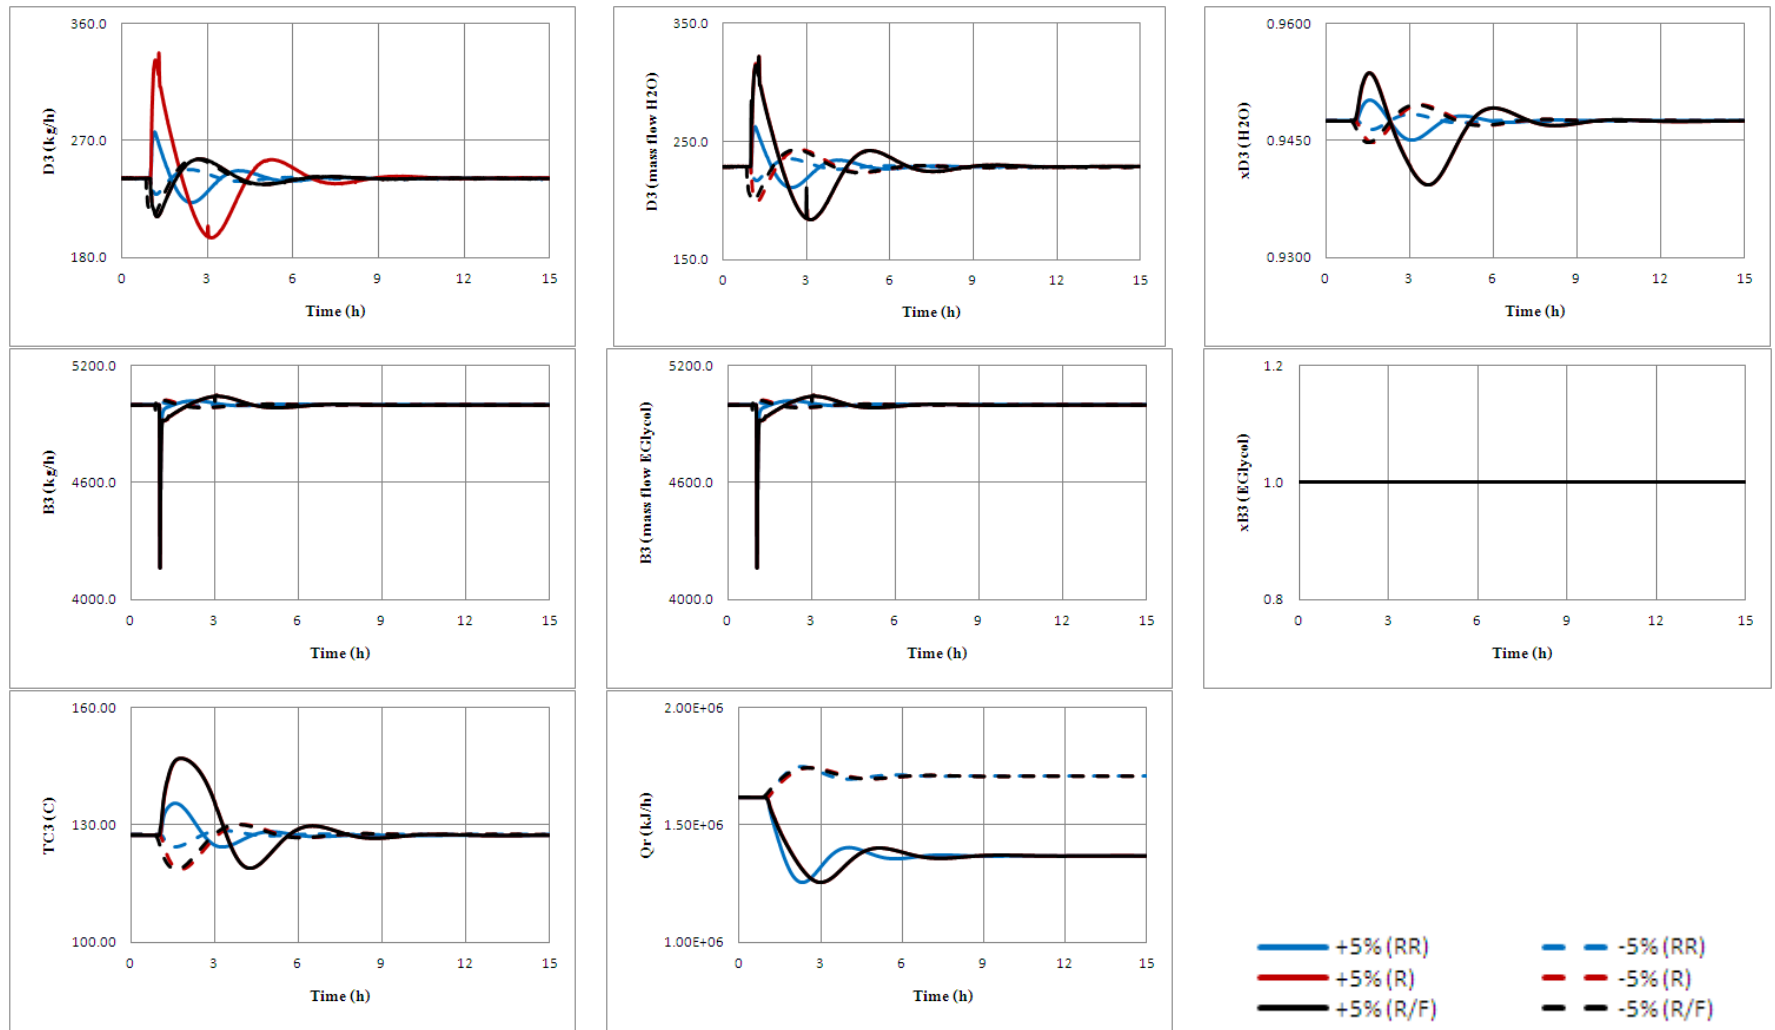 D3 (kg/h)
360.0
270.0
180.0
0 3 6 9 12 15
Time (h)
D3 (mass flow H2O)
350.0
250.0
150.0
0 3 6 9 12 15
Time (h)
xD3 (H2O)
0.9600
0.9450
0.9300
0 3 6 9 12 15
Time (h)
B3 (kg/h)
5200.0
4600.0
4000.0
0 3 6 9 12 15
Time (h)
B3 (mass flow EGlycol)
5200.0
4600.0
4000.0
0 3 6 9 12 15
Time (h)
xB3 (EGlycol)
1.2
1.0
0.8
0 3 6 9 12 15
Time (h)
TC3 (C)
160.00
130.00
100.00
0 3 6 9 12 15
Time (h)
Qr (kJ/h)
2.00E+06
1.50E+06
1.00E+06
0 3 6 9 12 15
Time (h)
+5% (RR) -5% (RR)
+5% (R) -5% (R)
+5% (R/F) -5% (R/F)